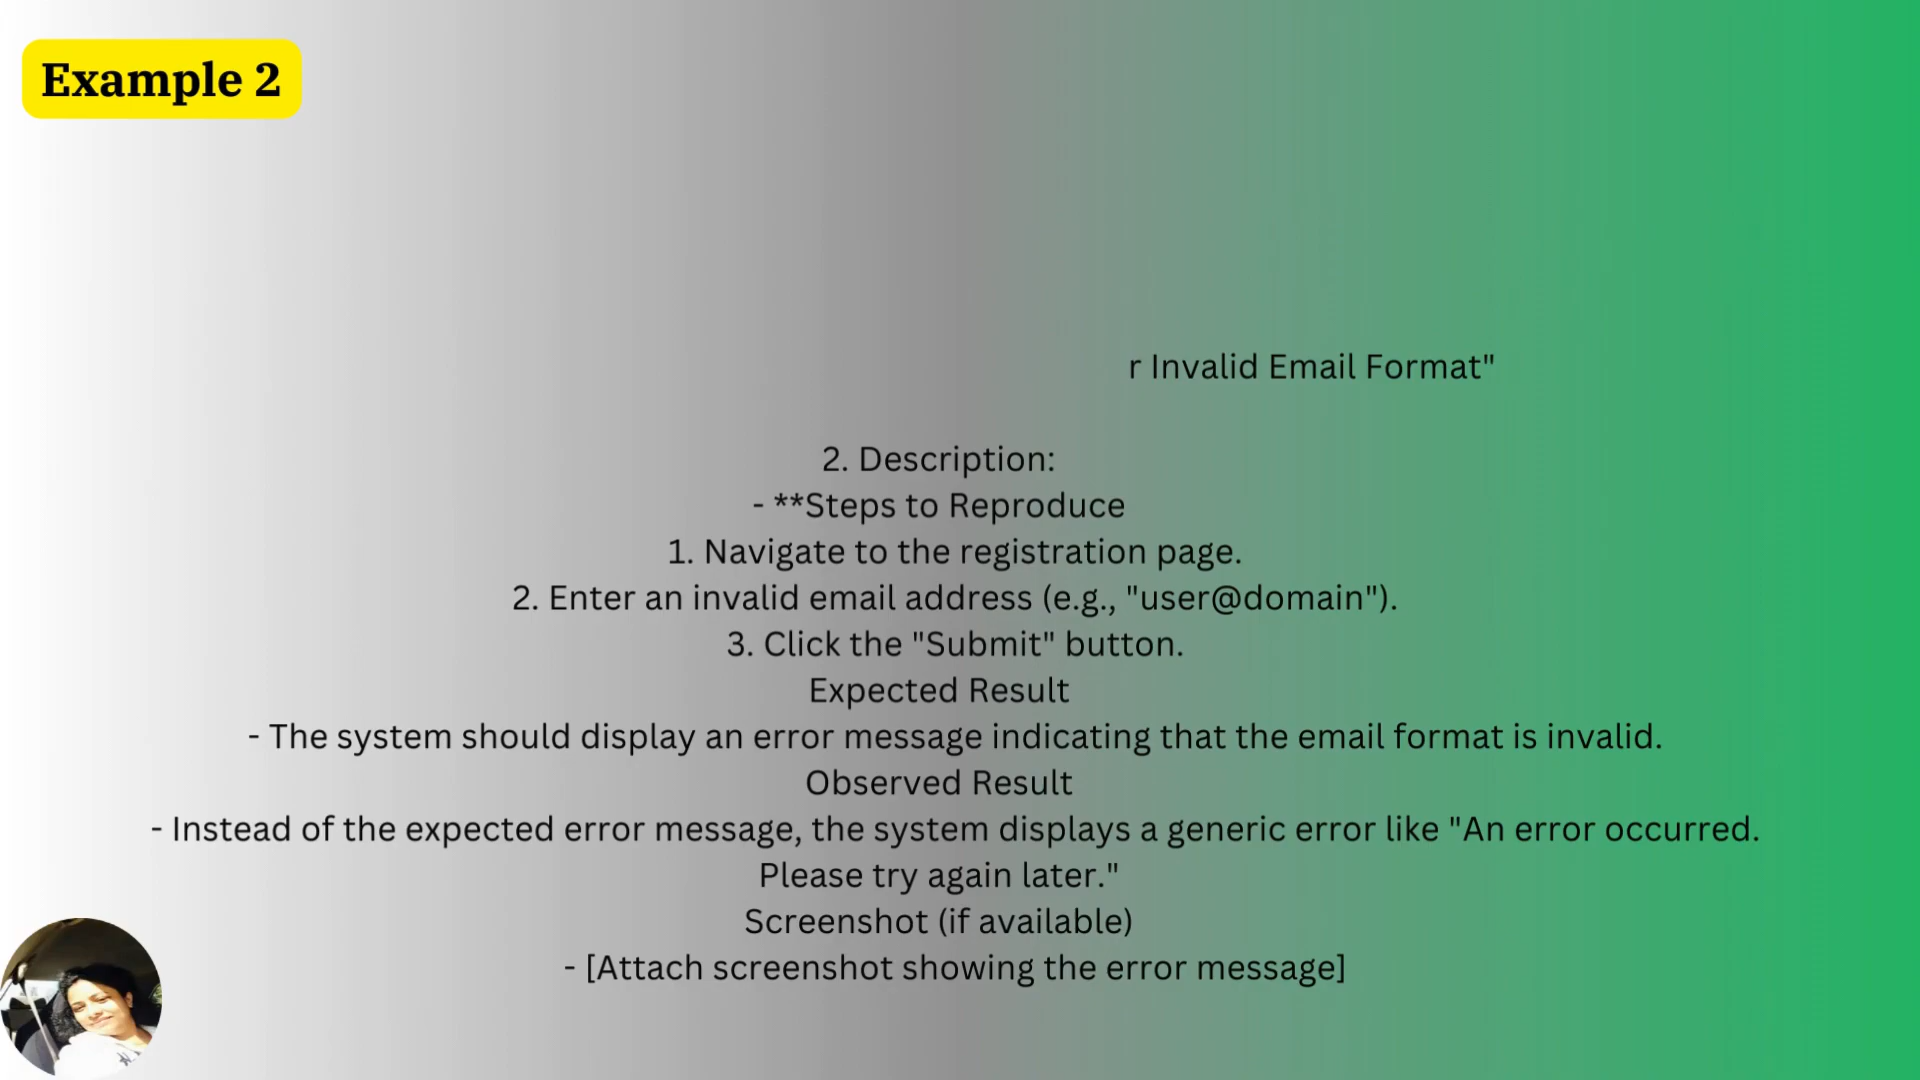 Example 2
r Invalid Email Format"
2. Description:
- **Steps to Reproduce
1. Navigate to the registration page.
2. Enter an invalid email address (e.g., "user@domain").
3. Click the "Submit" button.
Expected Result
- The system should display an error message indicating that the email format is invalid.
Observed Result
- Instead of the expected error message, the system displays a generic error like "An error occurred.
Please try again later."
Screenshot (if available)
- [Attach screenshot showing the error message]